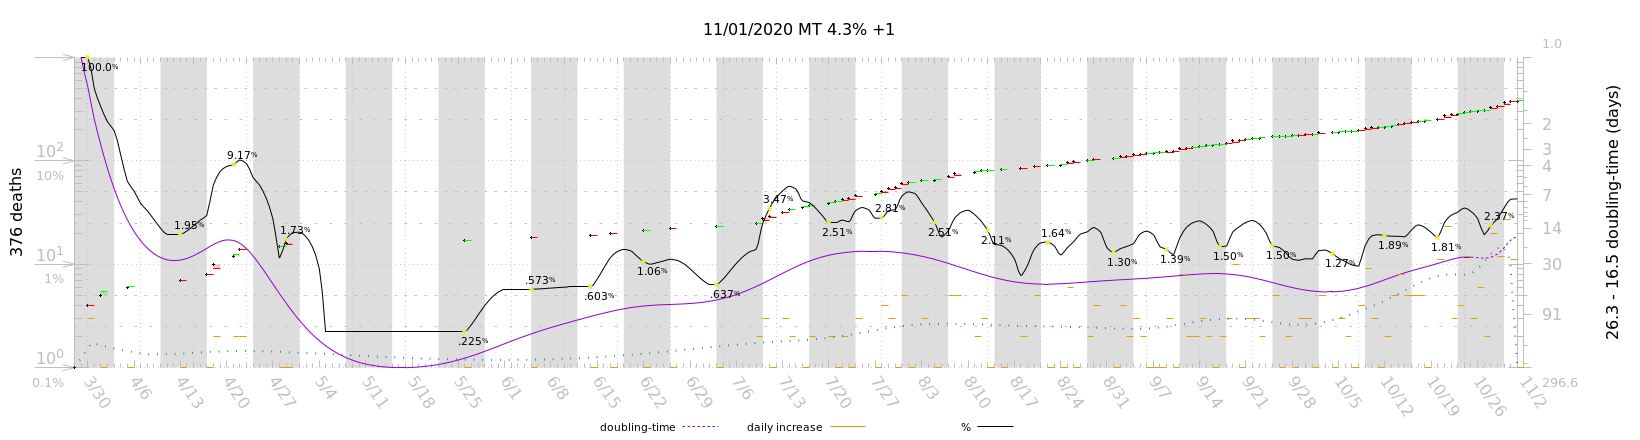 11/01/2020 MT 4.3% +1
376 deaths
10² 10% 10¹ 1% 10⁰ 0.1%
100.0% 1.95% 9.17% 1.73% .225% .573% .603% 1.06% .637% 3.47% 2.51% 2.81% 2.51% 2.11% 1.64% 1.30% 1.39% 1.50% 1.50% 1.27% 1.89% 1.81% 2.37%
1.0 2 3 4 7 14 30 91 296.6
26.3 - 16.5 doubling-time (days)
3/30 4/6 4/13 4/20 4/27 5/4 5/11 5/18 5/25 6/1 6/8 6/15 6/22 6/29 7/6 7/13 7/20 7/27 8/3 8/10 8/17 8/24 8/31 9/7 9/14 9/21 9/28 10/5 10/12 10/19 10/26 11/2
doubling-time daily increase %